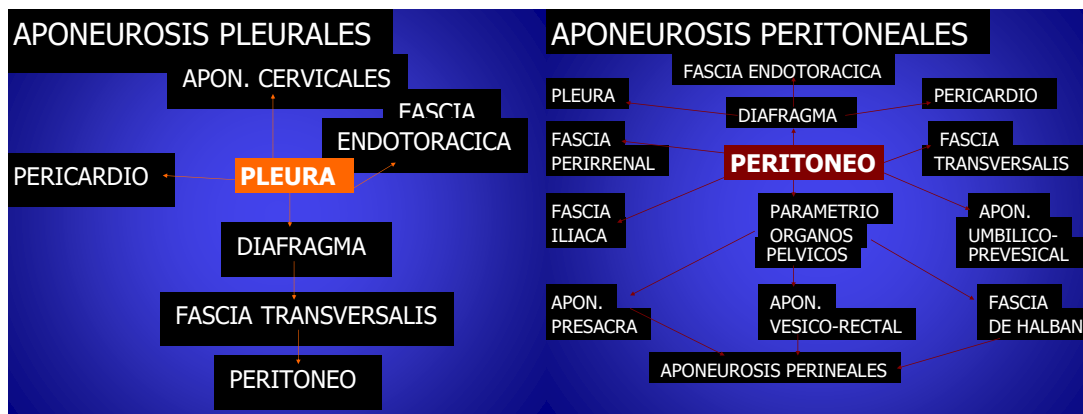 APONEUROSIS PLEURALES
APON. CERVICALES
FASCIA
ENDOTORACICA
PERICARDIO
PLEURA
DIAFRAGMA
FASCIA TRANSVERSALIS
PERITONEO
APONEUROSIS PERITONEALES
FASCIA ENDOTORACICA
PLEURA
PERICARDIO
DIAFRAGMA
FASCIA
PERIRRENAL
PERITONEO
FASCIA
TRANSVERSALIS
FASCIA
ILIACA
PARAMETRIO
ORGANOS
PELVICOS
APON.
UMBILICO-
PREVESICAL
APON.
PRESACRA
APON.
VESICO-RECTAL
FASCIA
DE HALBAN
APONEUROSIS PERINEALES